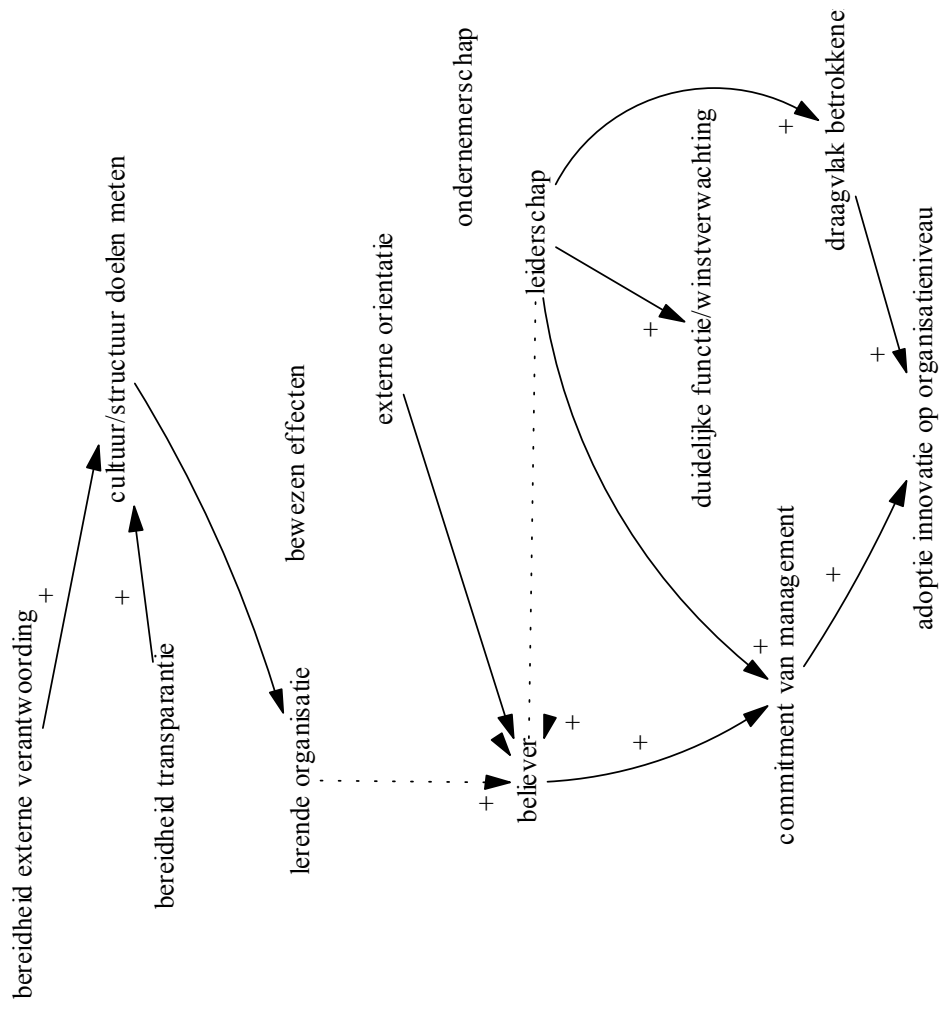 bereidheid externe verantwoording
+
cultuur/structuur doelen meten
+
bereidheid transparantie
lerende organisatie
bewezen effecten
externe orientatie
ondernemerschap
+
believer
+
leiderschap
+
+
duidelijke functie/winstverwachting
+
commitment van management
+
draagvlak betrokkene
+
+
adoptie innovatie op organisatieniveau